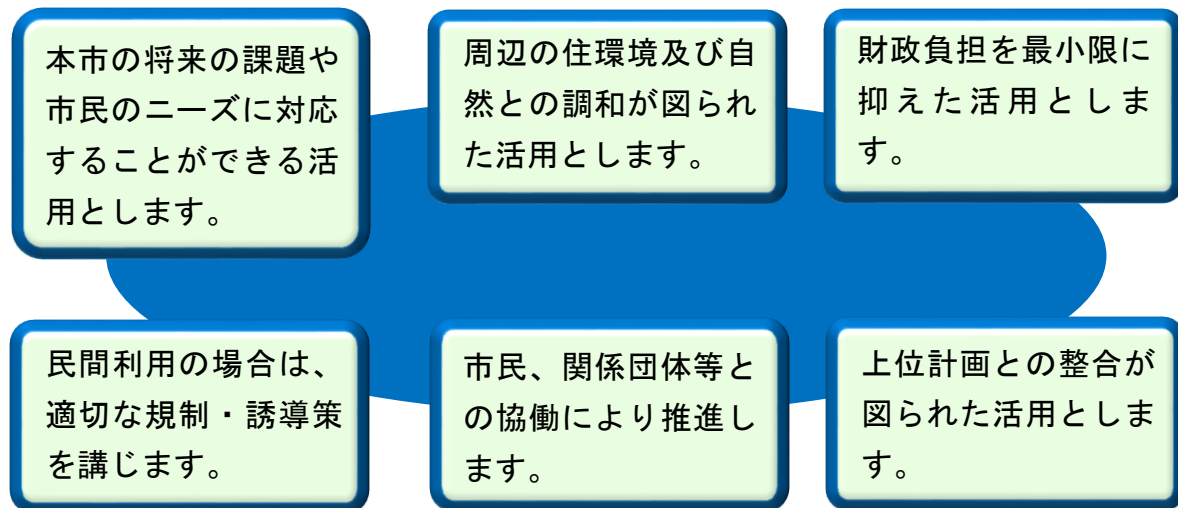 本市の将来の課題や
市民のニーズに対応
することができる活
用とします。
周辺の住環境及び自
然との調和が図られ
た活用とします。
財政負担を最小限に
抑えた活用としま
す。
民間利用の場合は、
適切な規制・誘導策
を講じます。
市民、関係団体等と
の協働により推進し
ます。
上位計画との整合が
図られた活用としま
す。